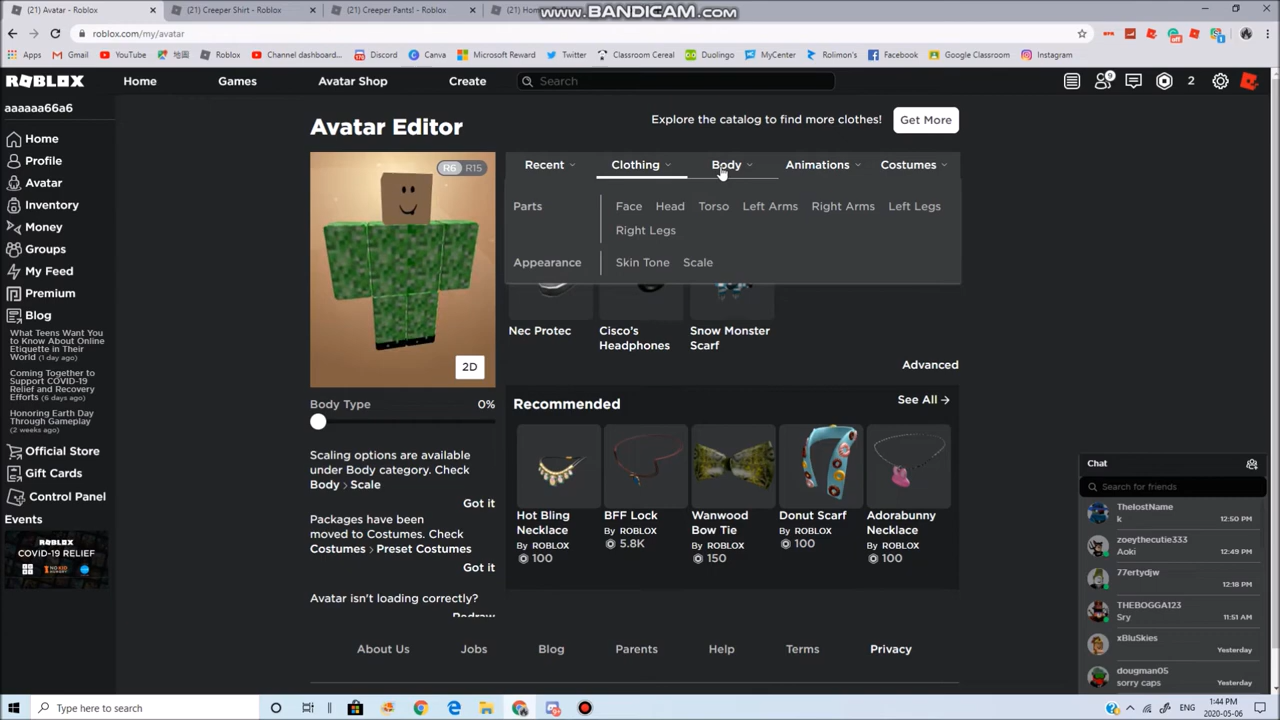 www.BANDICAM.com
(21) Avatar - Roblox
(21) Creeper Shirt - Roblox
(21) Creeper Pants! - Roblox
(21) Ho
roblox.com/my/avatar
Apps
Gmail
YouTube
地圖
Roblox
Channel dashboard...
Discord
Canva
Microsoft Reward
Twitter
Classroom Cereal
Duolingo
MyCenter
Rolimon's
Facebook
Google Classroom
Instagram
ROBLOX
Home
Games
Avatar Shop
Create
Search
9
2
aaaaaa66a6
Home
Profile
Avatar
Inventory
Money
Groups
My Feed
Premium
Blog
What Teens Want You
to Know About Online
Etiquette in Their
World (1 day ago)
Coming Together to
Support COVID-19
Relief and Recovery
Efforts (6 days ago)
Honoring Earth Day
Through Gameplay
(2 weeks ago)
Official Store
Gift Cards
Control Panel
Events
ROBLOX
COVID-19 RELIEF
Avatar Editor
Explore the catalog to find more clothes!
Get More
R6 R15
2D
Body Type 0%
Scaling options are available
under Body category. Check
Body > Scale
Got it
Packages have been
moved to Costumes. Check
Costumes > Preset Costumes
Got it
Avatar isn't loading correctly?
Redraw
Recent
Clothing
Body
Animations
Costumes
Parts
Face Head Torso Left Arms Right Arms Left Legs
Right Legs
Appearance
Skin Tone Scale
Nec Protec
Cisco's
Headphones
Snow Monster
Scarf
Advanced
Recommended
See All →
Hot Bling
Necklace
By ROBLOX
100
BFF Lock
By ROBLOX
5.8K
Wanwood
Bow Tie
By ROBLOX
150
Donut Scarf
By ROBLOX
100
Adorabunny
Necklace
By ROBLOX
100
About Us
Jobs
Blog
Parents
Help
Terms
Privacy
Chat
Search for friends
TheIostName
k
12:50 PM
zoeythecutie333
Aoki
12:49 PM
77ertydjw
12:18 PM
THEBOGGA123
Sry
11:51 AM
xBluSkies
Yesterday
dougman05
sorry caps
Yesterday
Type here to search
ENG
1:44 PM
2020-05-06